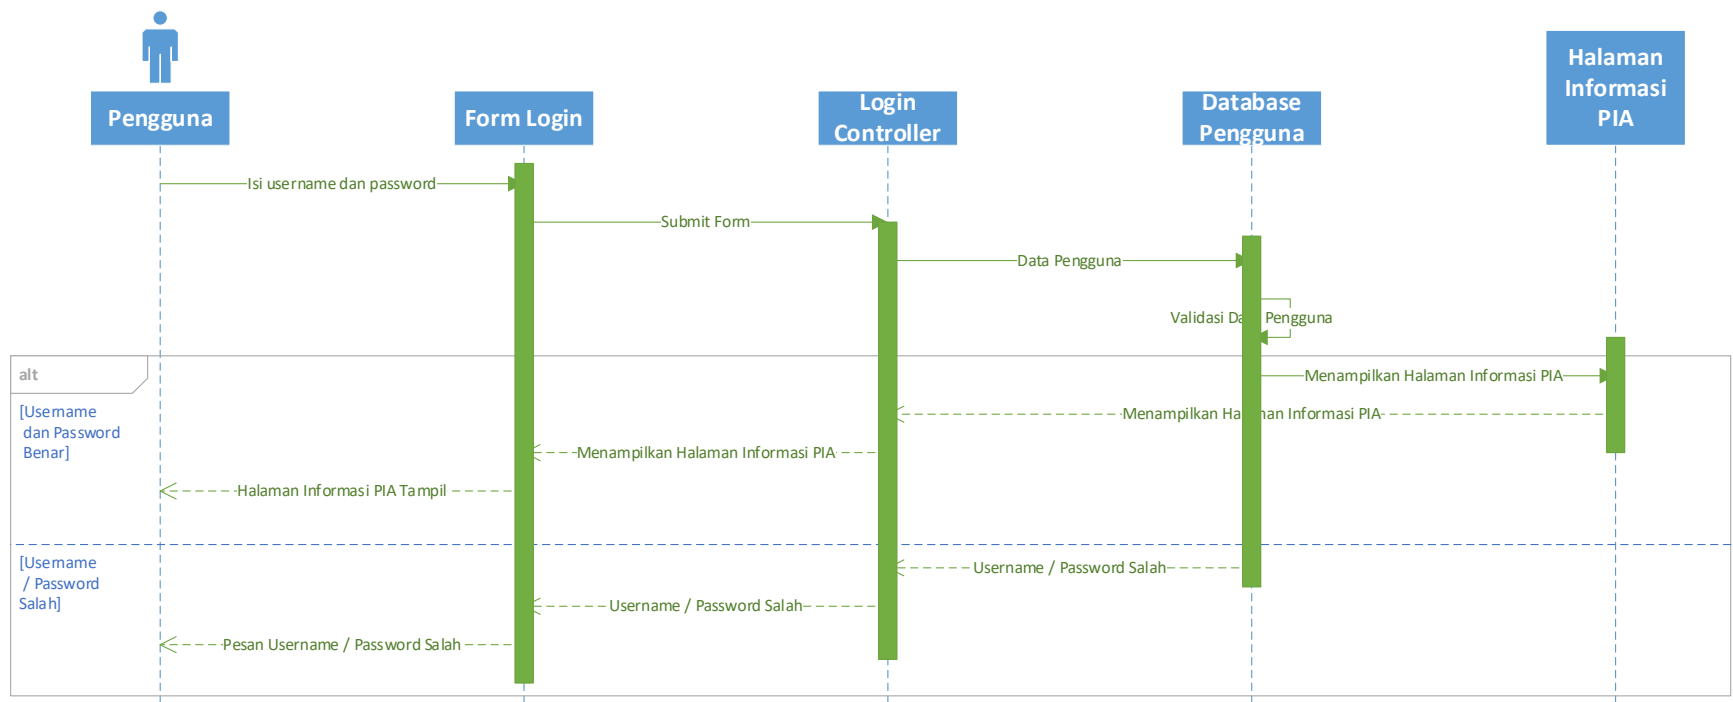 Pengguna
Form Login
Login
Controller
Database
Pengguna
Halaman
Informasi
PIA
Isi username dan password
Submit Form
Data Pengguna
Validasi Data Pengguna
alt
[Username
dan Password
Benar]
Menampilkan Halaman Informasi PIA
Menampilkan Halaman Informasi PIA
Menampilkan Halaman Informasi PIA
Halaman Informasi PIA Tampil
[Username
/ Password
Salah]
Username / Password Salah
Username / Password Salah
Pesan Username / Password Salah